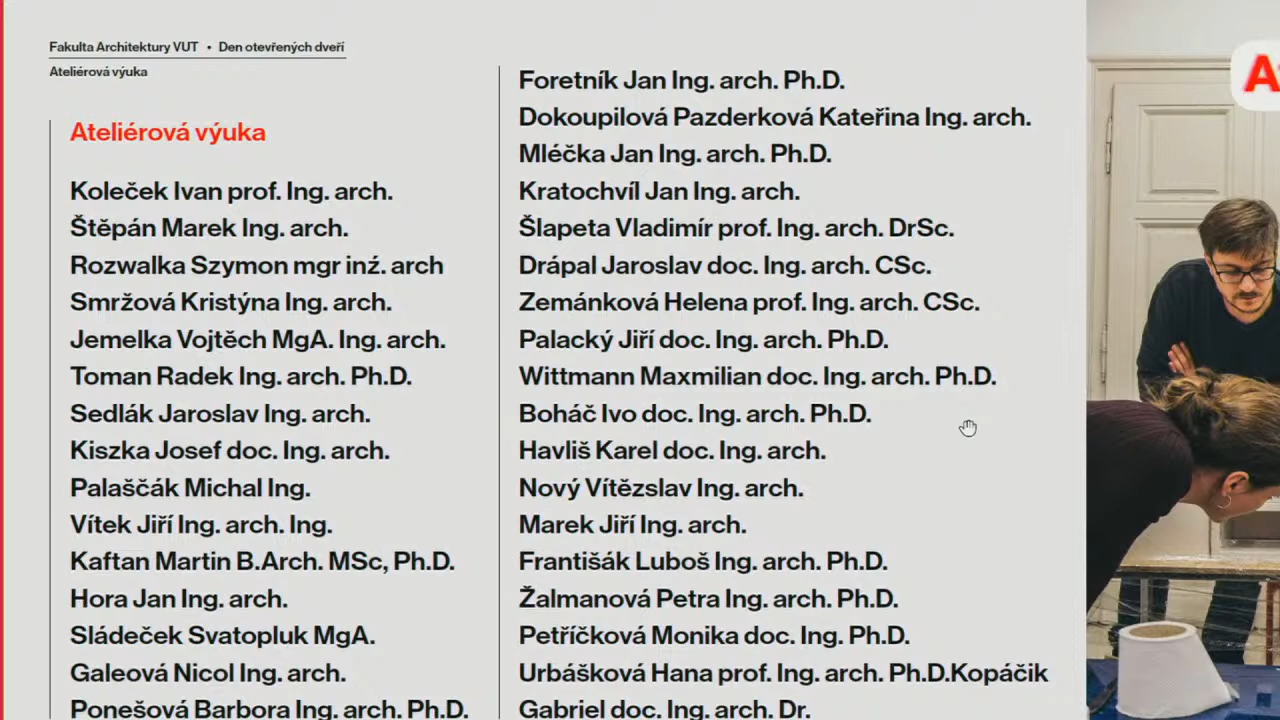 Fakulta Architektury VUT • Den otevřených dveří
Ateliérová výuka
Ateliérová výuka
Koleček Ivan prof. Ing. arch.
Štěpán Marek Ing. arch.
Rozwalka Szymon mgr inź. arch
Smržová Kristýna Ing. arch.
Jemelka Vojtěch MgA. Ing. arch.
Toman Radek Ing. arch. Ph.D.
Sedlák Jaroslav Ing. arch.
Kiszka Josef doc. Ing. arch.
Palaščák Michal Ing.
Vítek Jiří Ing. arch. Ing.
Kaftan Martin B.Arch. MSc, Ph.D.
Hora Jan Ing. arch.
Sládeček Svatopluk MgA.
Galeová Nicol Ing. arch.
Ponešová Barbora Ing. arch. Ph.D.
Foretník Jan Ing. arch. Ph.D.
Dokoupilová Pazderková Kateřina Ing. arch.
Mléčka Jan Ing. arch. Ph.D.
Kratochvíl Jan Ing. arch.
Šlapeta Vladimír prof. Ing. arch. DrSc.
Drápal Jaroslav doc. Ing. arch. CSc.
Zemánková Helena prof. Ing. arch. CSc.
Palacký Jiří doc. Ing. arch. Ph.D.
Wittmann Maxmilian doc. Ing. arch. Ph.D.
Boháč Ivo doc. Ing. arch. Ph.D.
Havliš Karel doc. Ing. arch.
Nový Vítězslav Ing. arch.
Marek Jiří Ing. arch.
Františák Luboš Ing. arch. Ph.D.
Žalmanová Petra Ing. arch. Ph.D.
Petříčková Monika doc. Ing. Ph.D.
Urbášková Hana prof. Ing. arch. Ph.D.Kopáčik
Gabriel doc. Ing. arch. Dr.